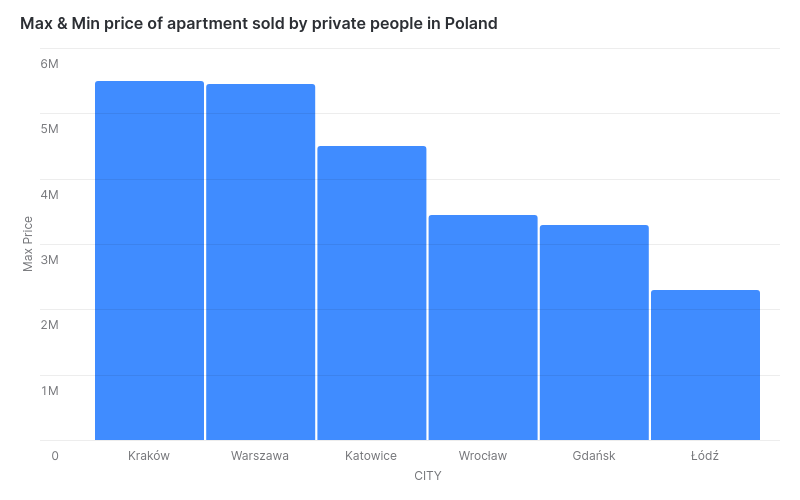 Max & Min price of apartment sold by private people in Poland
6M
5M
4M
3M
2M
1M
0
Max Price
Kraków Warszawa Katowice Wrocław Gdańsk Łódź
CITY